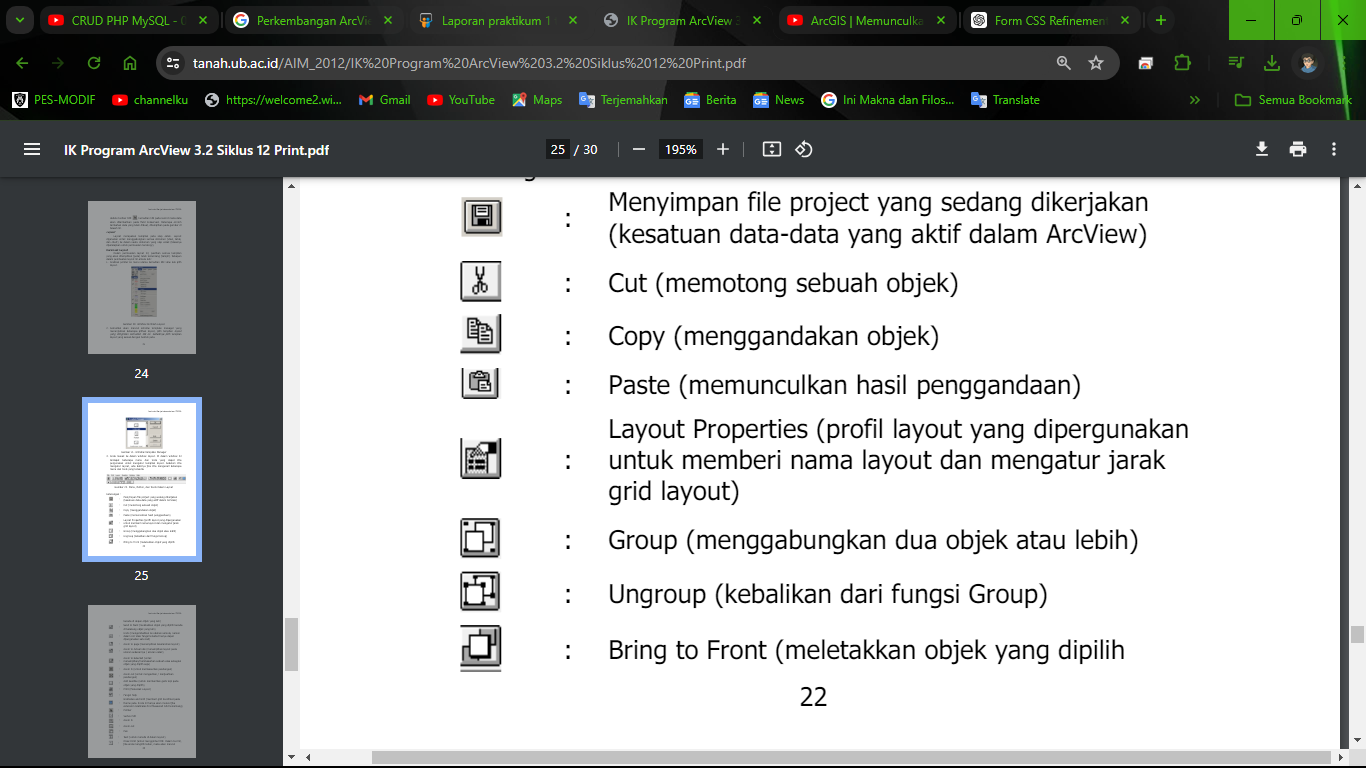 CRUD PHP MySQL - C
Perkembangan ArcVie
Laporan praktikum 1
IK Program ArcView 3
ArcGIS | Memunculka
Form CSS Refinement
tanah.ub.ac.id/AIM_2012/IK%20Program%20ArcView%203.2%20Siklus%2012%20Print.pdf
PES-MODIF
channelku
https://welcome2.wi...
Gmail
YouTube
Maps
Terjemahkan
Berita
News
Ini Makna dan Filos...
Translate
»
Semua Bookmark
IK Program ArcView 3.2 Siklus 12 Print.pdf
25 / 30
195%
24
25
: Menyimpan file project yang sedang dikerjakan
(kesatuan data-data yang aktif dalam ArcView)
: Cut (memotong sebuah objek)
: Copy (menggandakan objek)
: Paste (memunculkan hasil penggandaan)
Layout Properties (profil layout yang dipergunakan
: untuk memberi nama layout dan mengatur jarak
grid layout)
: Group (menggabungkan dua objek atau lebih)
: Ungroup (kebalikan dari fungsi Group)
: Bring to Front (meletakkan objek yang dipilih
22